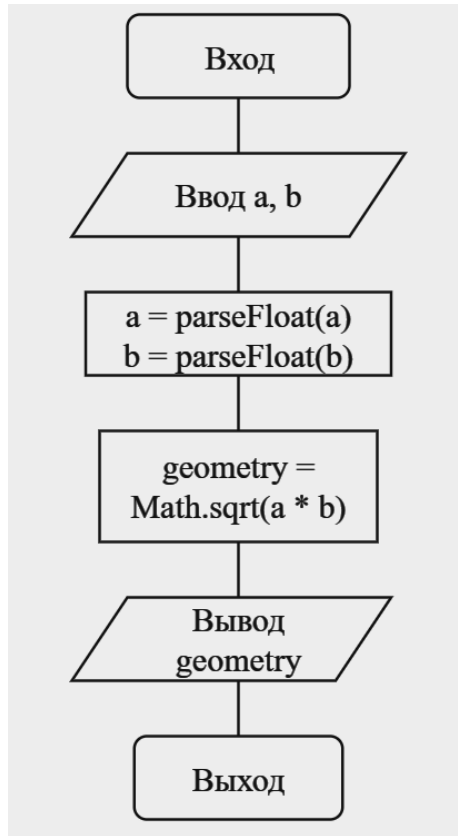 Вход
Ввод a, b
a = parseFloat(a)
b = parseFloat(b)
geometry =
Math.sqrt(a * b)
Вывод
geometry
Выход